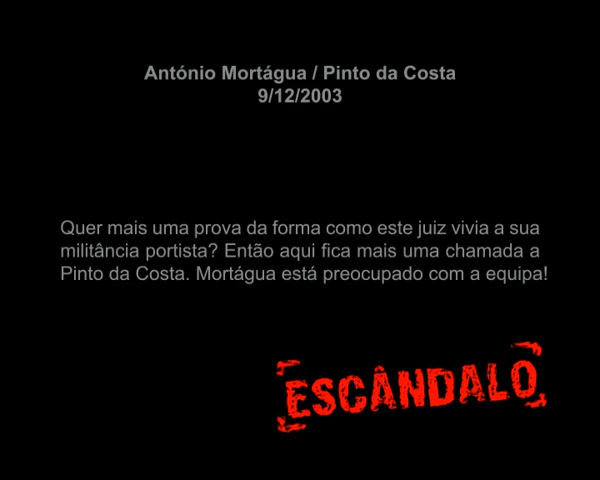 António Mortágua / Pinto da Costa
9/12/2003
Quer mais uma prova da forma como este juiz vivia a sua
militância portista? Então aqui fica mais uma chamada a
Pinto da Costa. Mortágua está preocupado com a equipa!
ESCÂNDALO